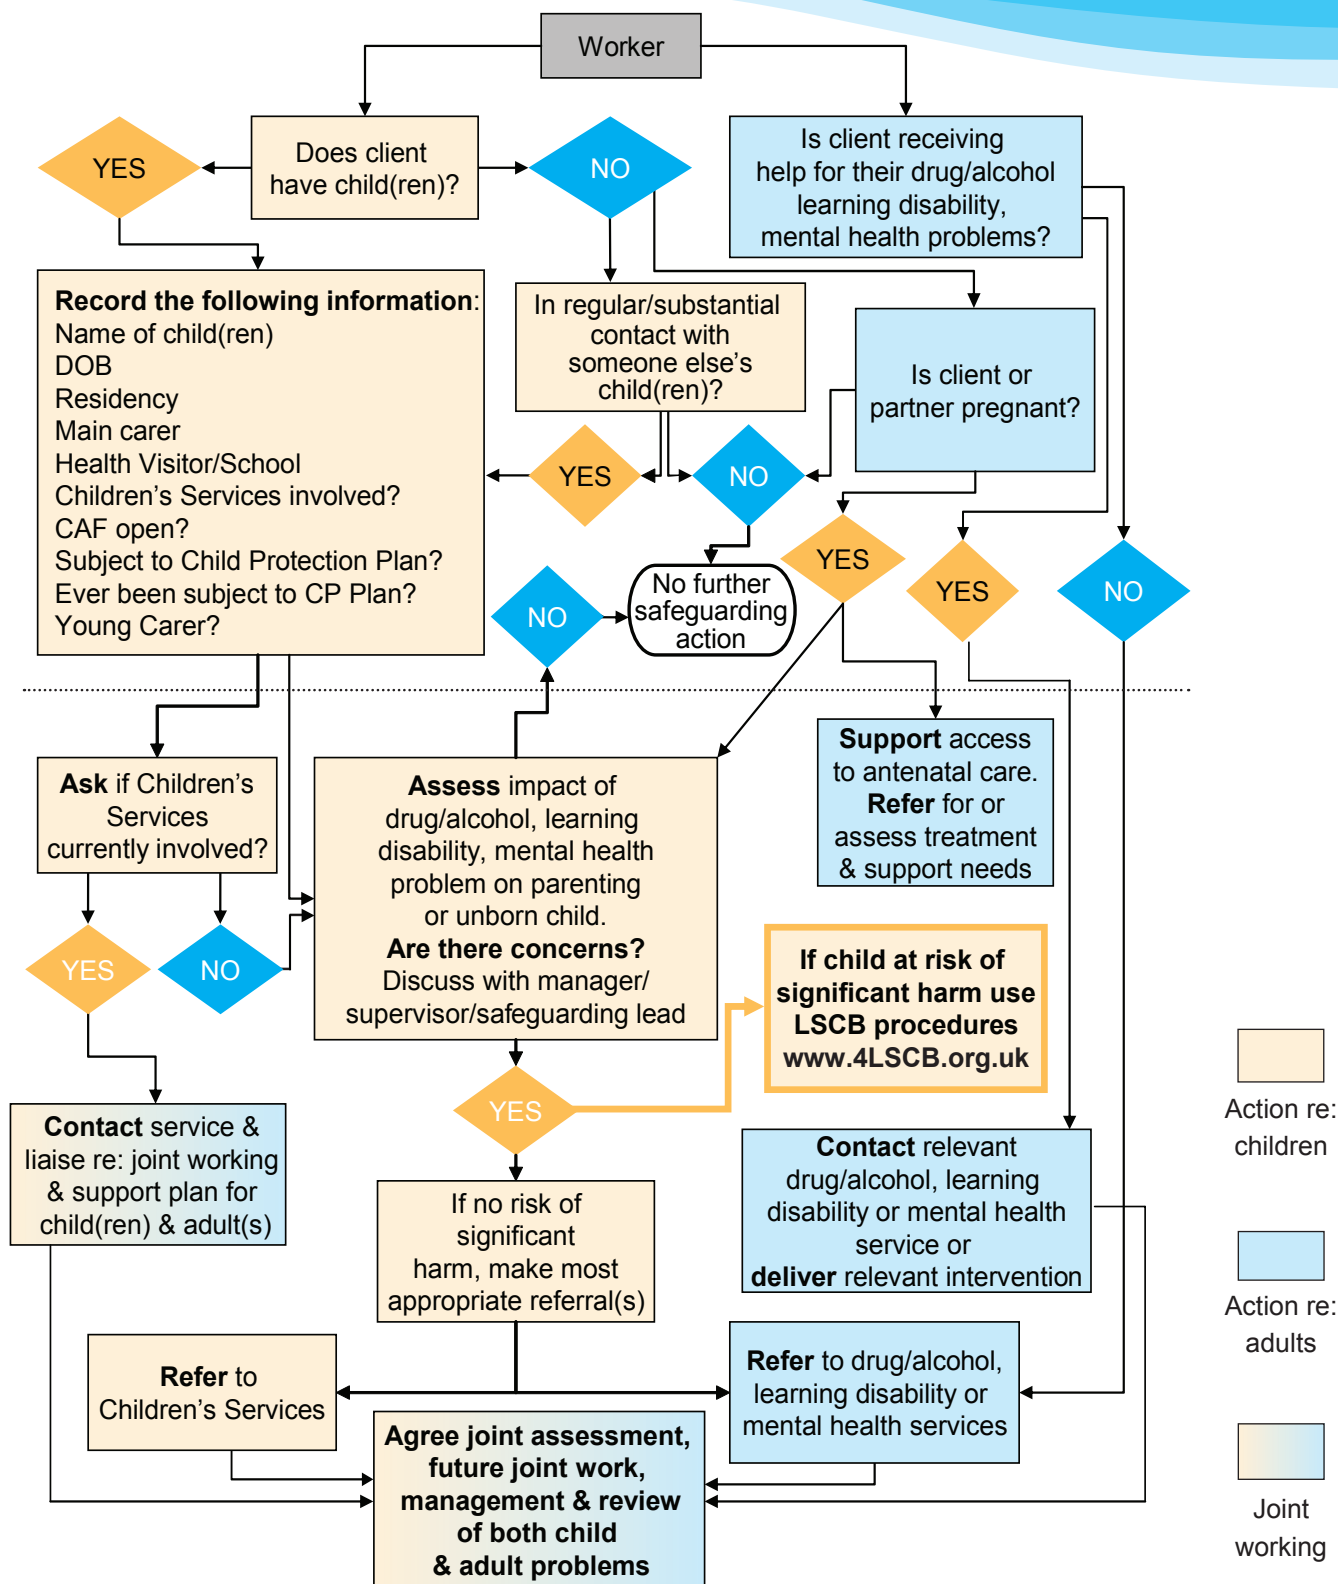 Worker
YES
Does client
have child(ren)?
NO
Is client receiving
help for their drug/alcohol
learning disability,
mental health problems?
Record the following information:
Name of child(ren)
DOB
Residency
Main carer
Health Visitor/School
Children's Services involved?
CAF open?
Subject to Child Protection Plan?
Ever been subject to CP Plan?
Young Carer?
In regular/substantial
contact with
someone else's
child(ren)?
Is client or
partner pregnant?
YES
NO
YES
YES
NO
NO
No further
safeguarding
action
Ask if Children's
Services
currently involved?
Assess impact of
drug/alcohol, learning
disability, mental health
problem on parenting
or unborn child.
Are there concerns?
Discuss with manager/
supervisor/safeguarding lead
Support access
to antenatal care.
Refer for or
assess treatment
& support needs
YES
NO
If child at risk of
significant harm use
LSCB procedures
www.4LSCB.org.uk
YES
Contact service &
liaise re: joint working
& support plan for
child(ren) & adult(s)
If no risk of
significant
harm, make most
appropriate referral(s)
Contact relevant
drug/alcohol, learning
disability or mental health
service or
deliver relevant intervention
Refer to
Children's Services
Refer to drug/alcohol,
learning disability or
mental health services
Agree joint assessment,
future joint work,
management & review
of both child
& adult problems
Action re:
children
Action re:
adults
Joint
working